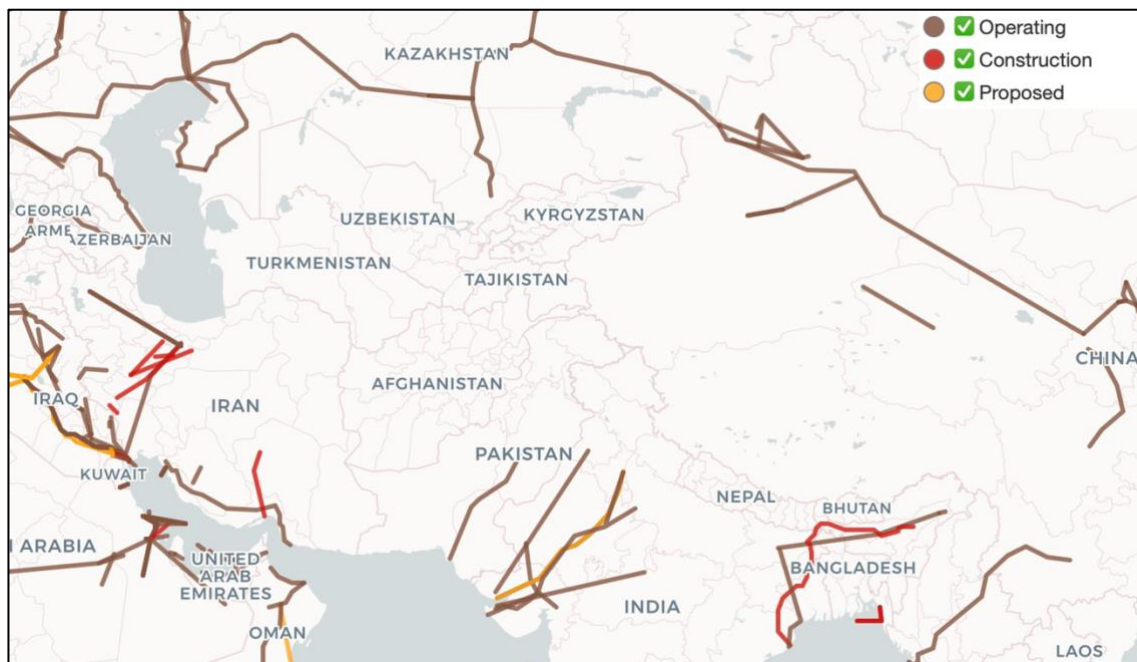 Operating
Construction
Proposed
KAZAKHSTAN
GEORGIA
ARME
AZERBAIJAN
UZBEKISTAN
KYRGYZSTAN
TURKMENISTAN
TAJIKISTAN
CHINA
AFGHANISTAN
IRAQ
IRAN
PAKISTAN
KUWAIT
NEPAL
BHUTAN
I ARABIA
UNITED
ARAB
EMIRATES
BANGLADESH
INDIA
OMAN
LAOS